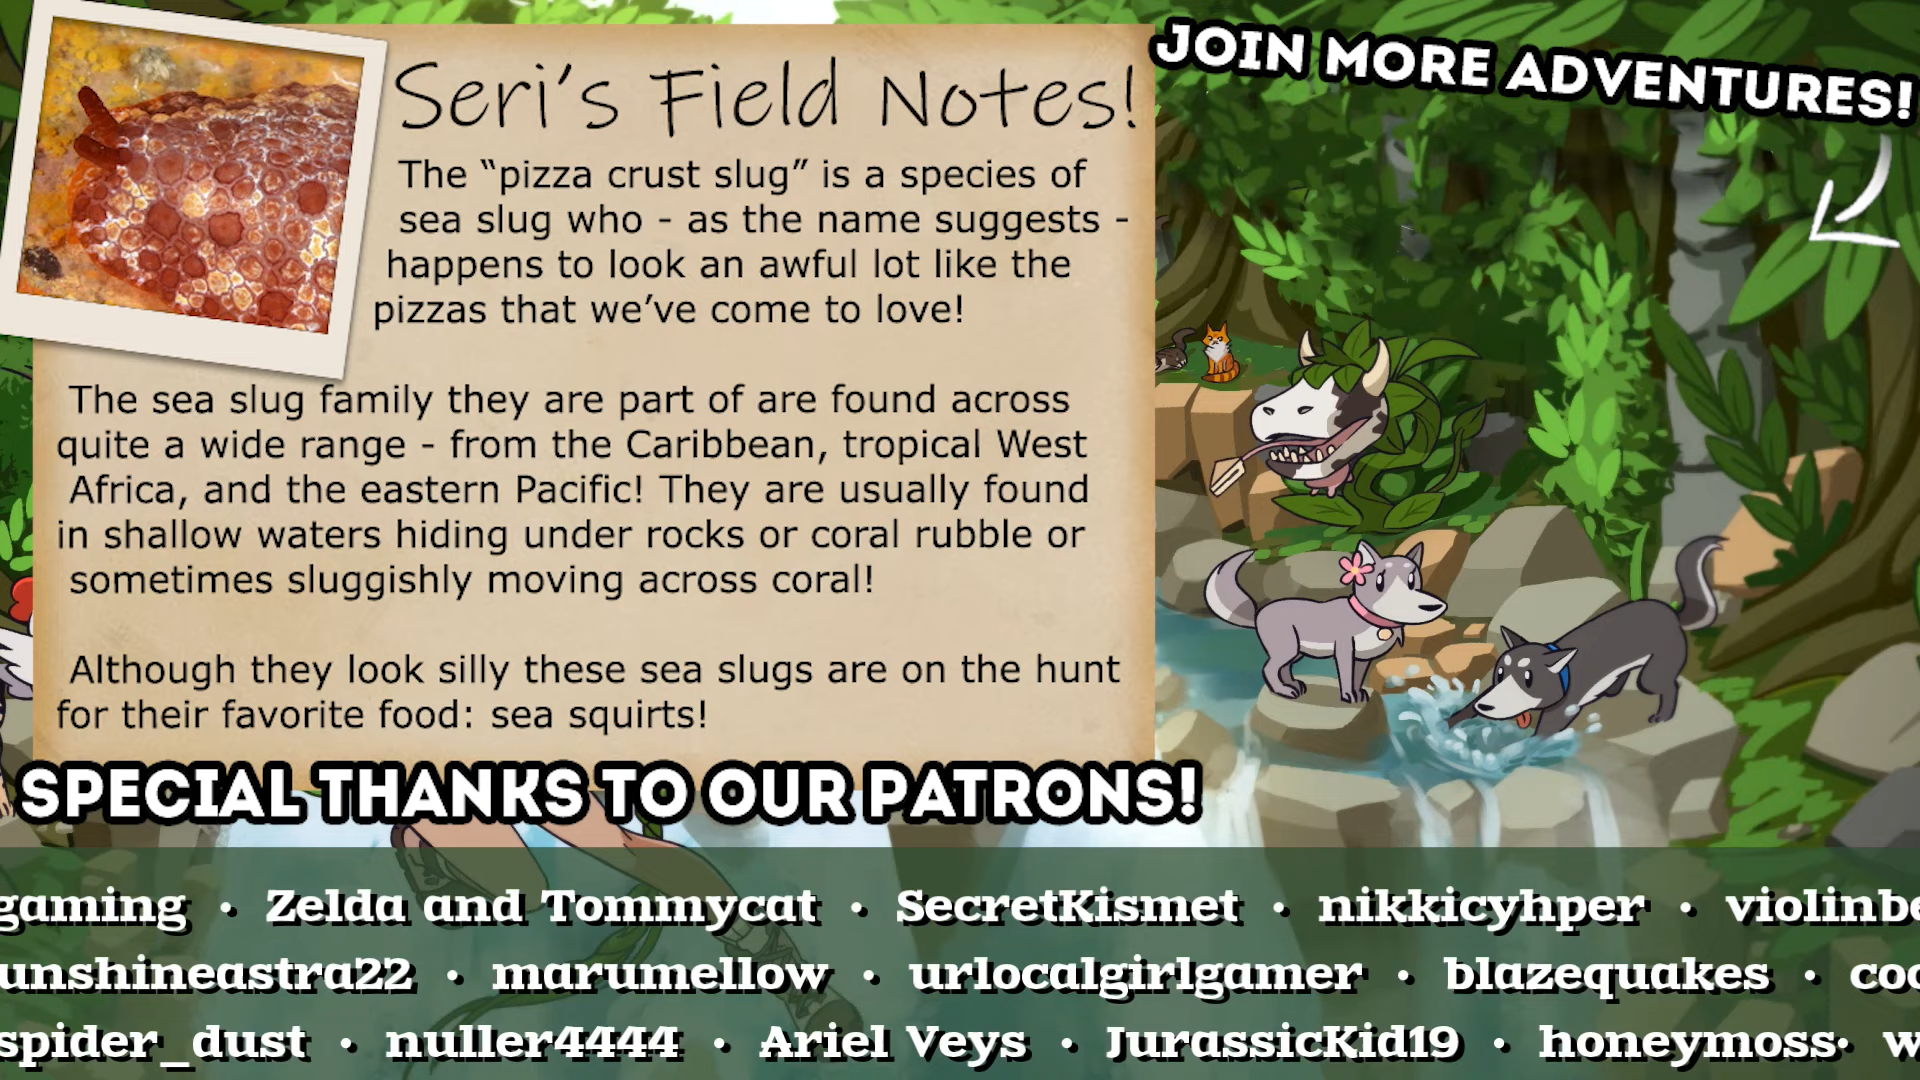 Seri's Field Notes!
The “pizza crust slug” is a species of
sea slug who - as the name suggests -
happens to look an awful lot like the
pizzas that we’ve come to love!
The sea slug family they are part of are found across
quite a wide range - from the Caribbean, tropical West
Africa, and the eastern Pacific! They are usually found
in shallow waters hiding under rocks or coral rubble or
sometimes sluggishly moving across coral!
Although they look silly these sea slugs are on the hunt
for their favorite food: sea squirts!
JOIN MORE ADVENTURES!
SPECIAL THANKS TO OUR PATRONS!
gaming • Zelda and Tommycat • SecretKismet • nikkicyhper • violinbe
unshineastra22 • marumellow • urlocalgirlgamer • blazequakes • coo
spider_dust • nuller4444 • Ariel Veys • JurassicKid19 • honeymoss• w